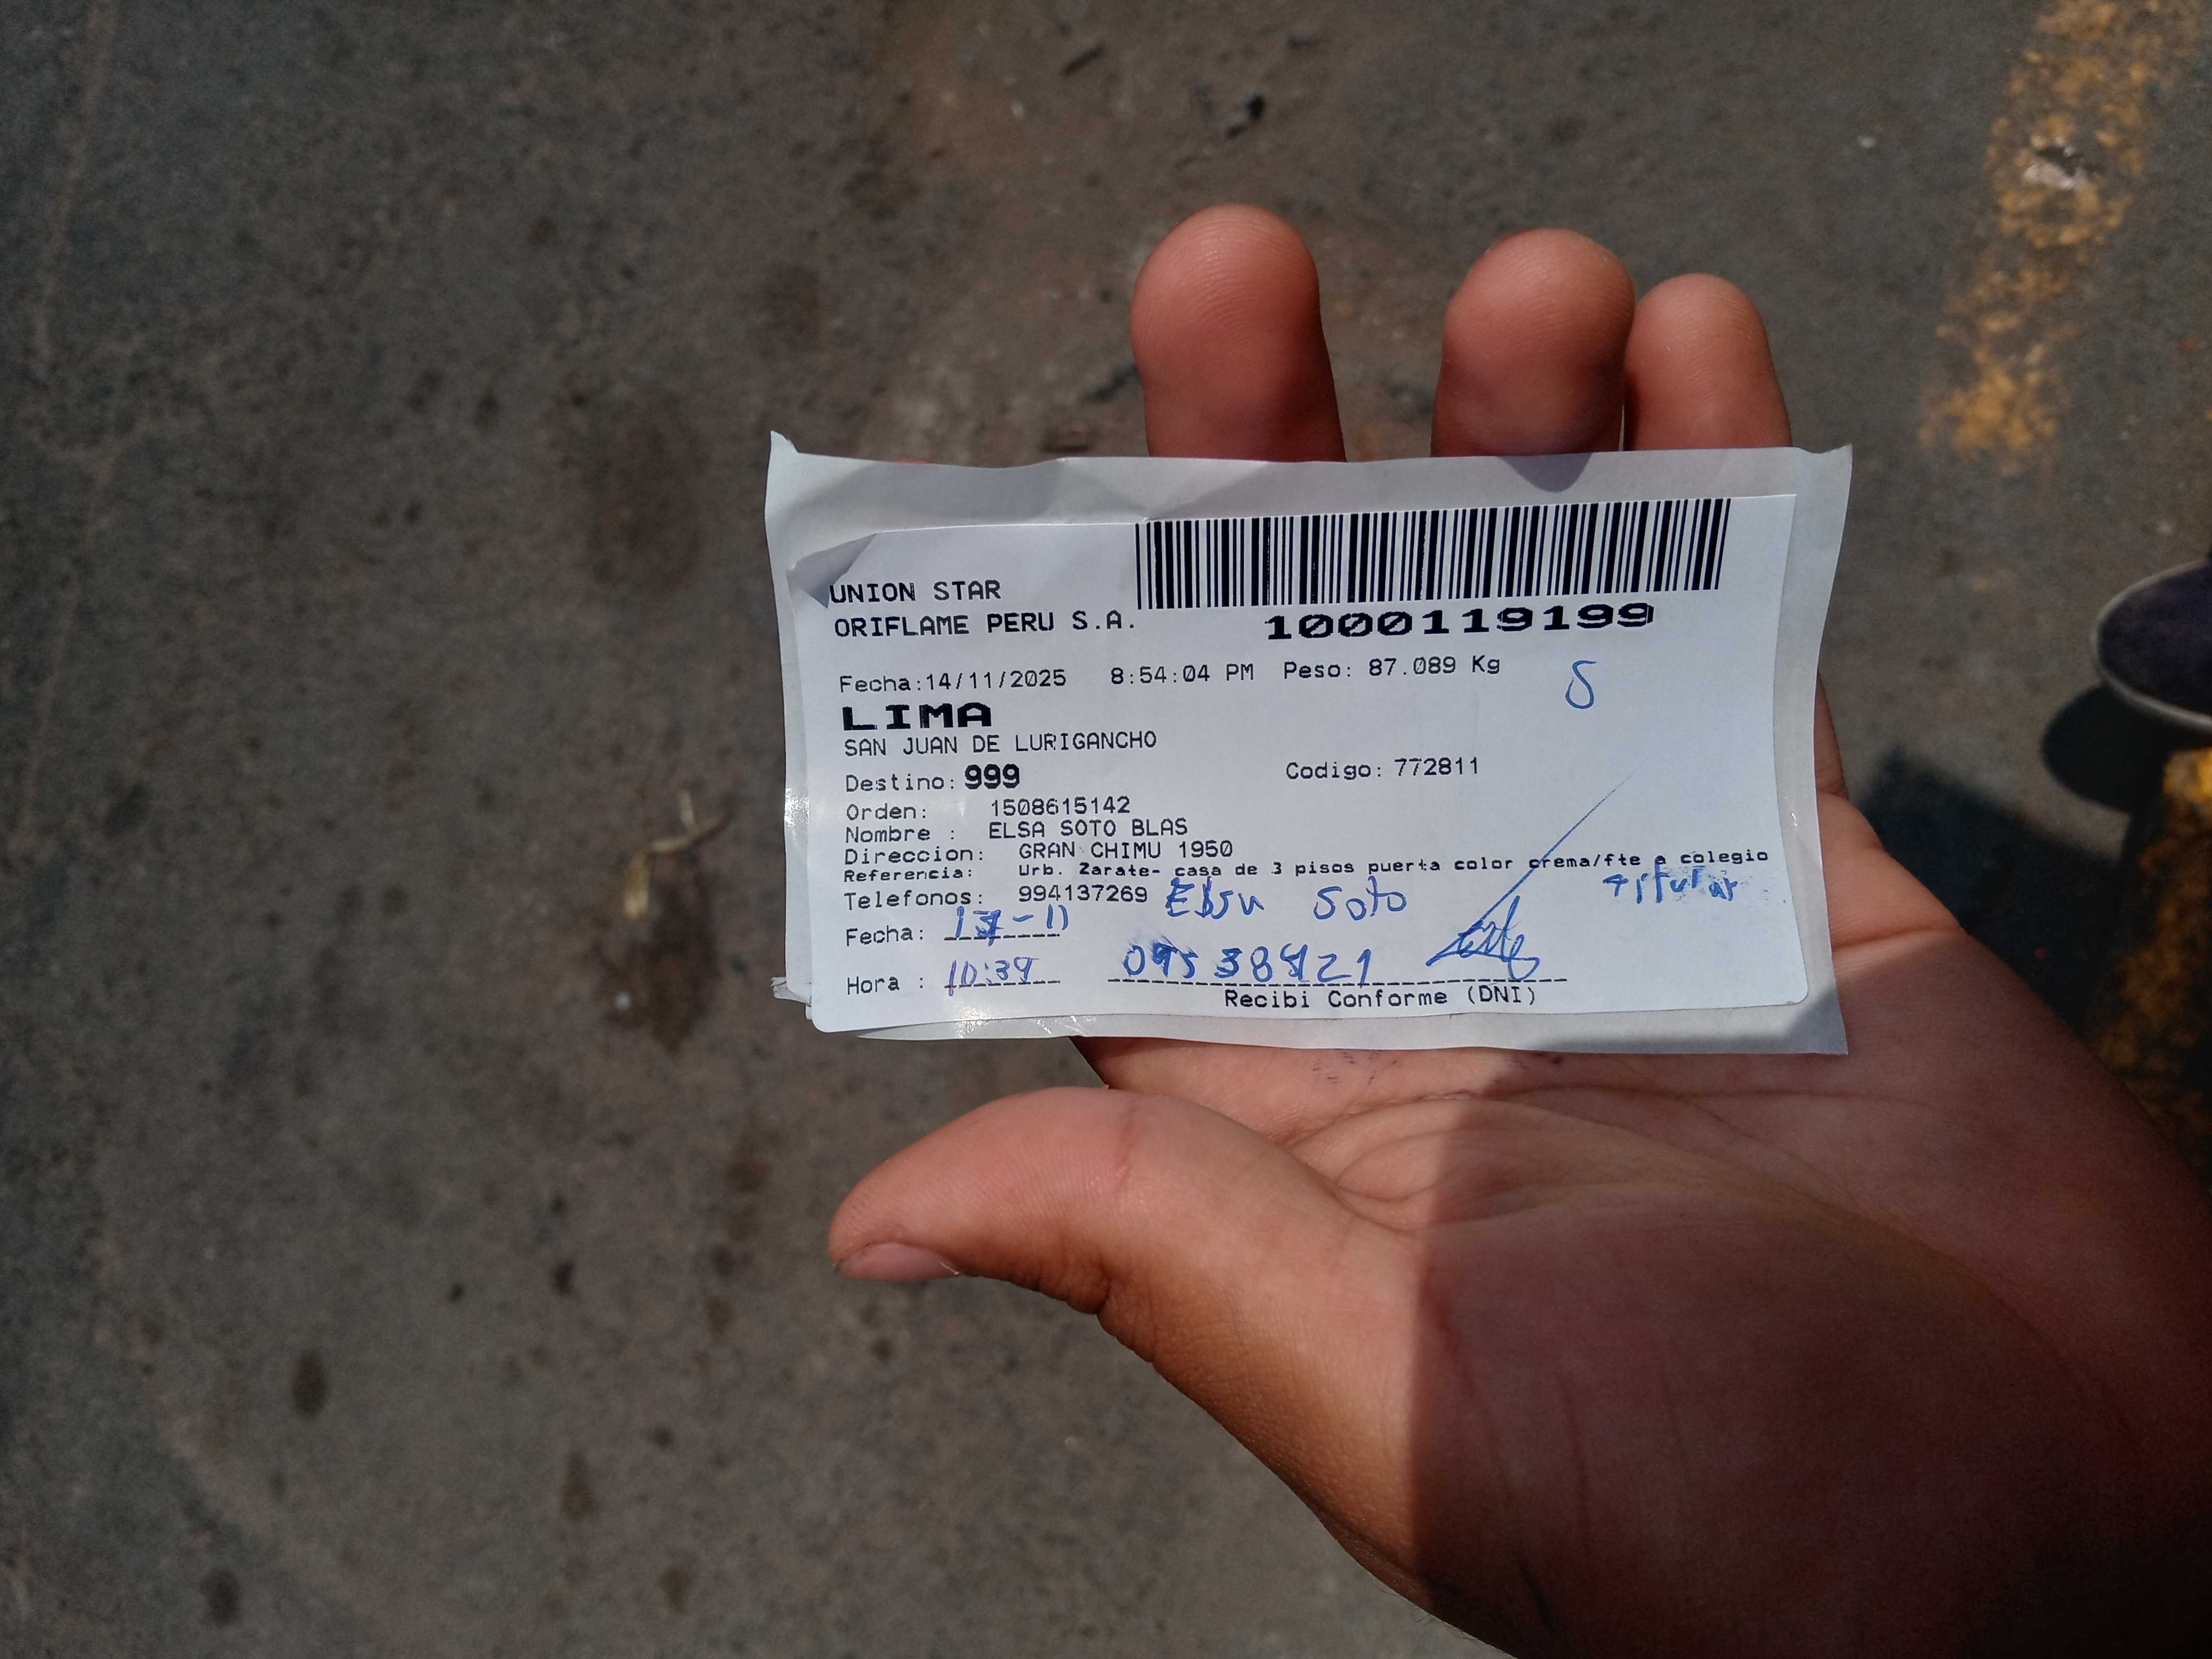 UNION STAR
ORIFLAME PERU S.A.
1000119199
Fecha:14/11/2025 8:54:04 PM Peso: 87.089 Kg
LIMA
SAN JUAN DE LURIGANCHO
Destino: 999 Codigo: 772811
Orden: 1508615142
Nombre : ELSA SOTO BLAS
Direccion: GRAN CHIMU 1950
Referencia: Urb. Zarate- casa de 3 pisos puerta color crema/fte a colegio
Telefonos: 994137269 Soto titular
Fecha:
Hora : 10:39
Recibi Conforme (DNI)